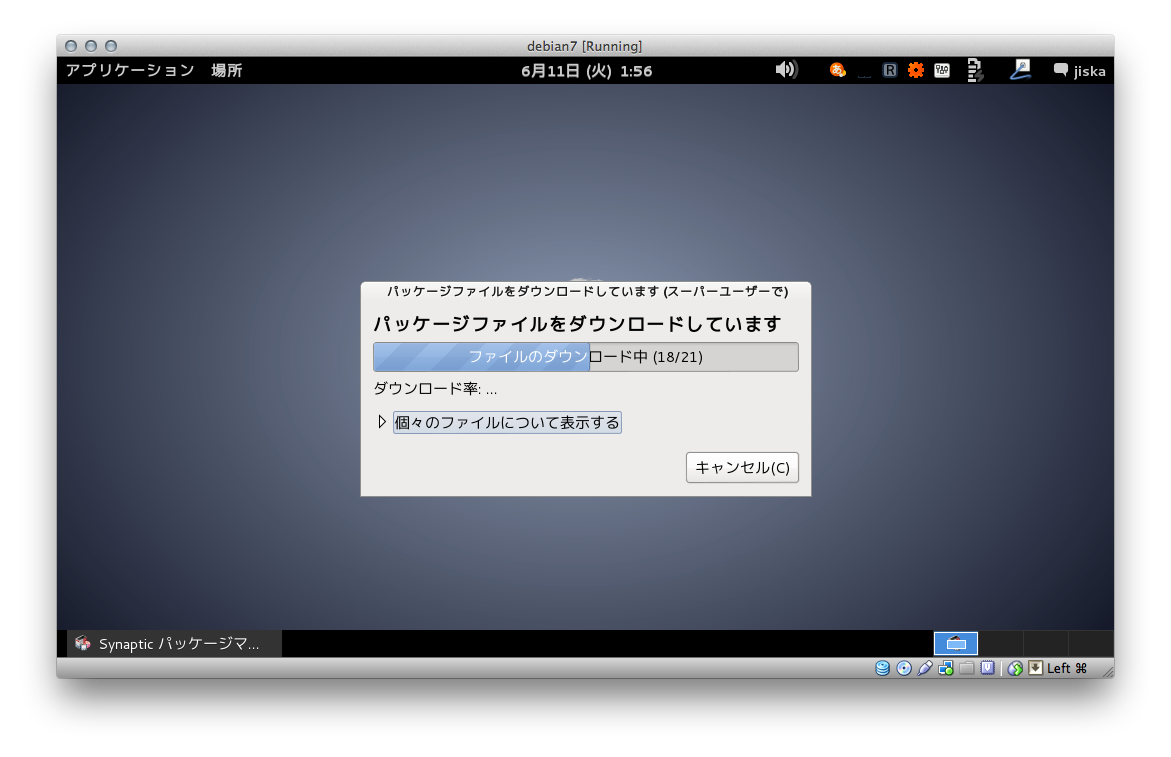 debian7 [Running]
アプリケーション 場所 6月11日 (火) 1:56 あ R jiska
パッケージファイルをダウンロードしています (スーパーユーザーで)
パッケージファイルをダウンロードしています
ファイルのダウンロード中 (18/21)
ダウンロード率: ...
個々のファイルについて表示する
キャンセル(C)
Synaptic パッケージマ...
Left ⌘